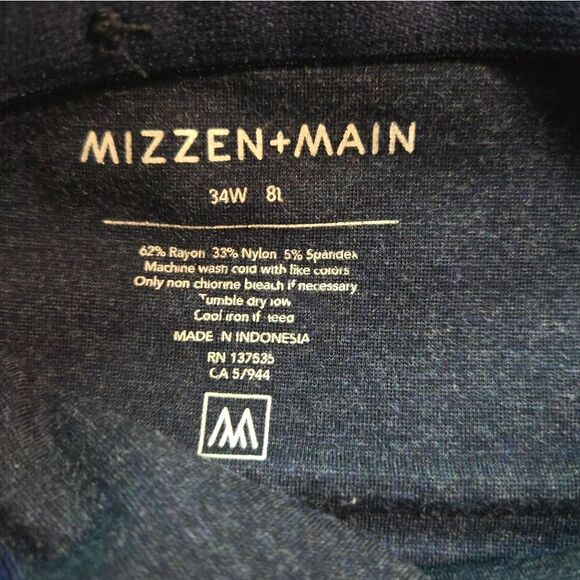 MIZZEN+MAIN
34W 8L
62% Rayon 33% Nylon 5% Spandex
Machine wash cold with like colors
Only non chlorine bleach if necessary
Tumble dry low
Cool iron if need
MADE IN INDONESIA
RN 137535
CA 57944
M